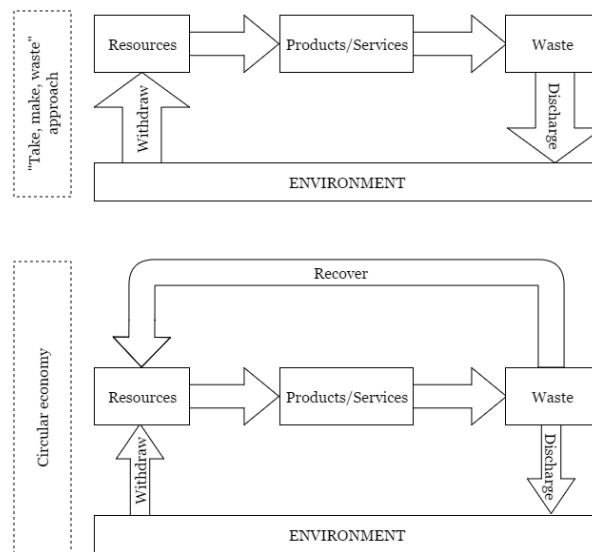 "Take, make, waste"
approach
Resources
Products/Services
Waste
Withdraw
Discharge
ENVIRONMENT
Circular economy
Recover
Resources
Products/Services
Waste
Withdraw
Discharge
ENVIRONMENT